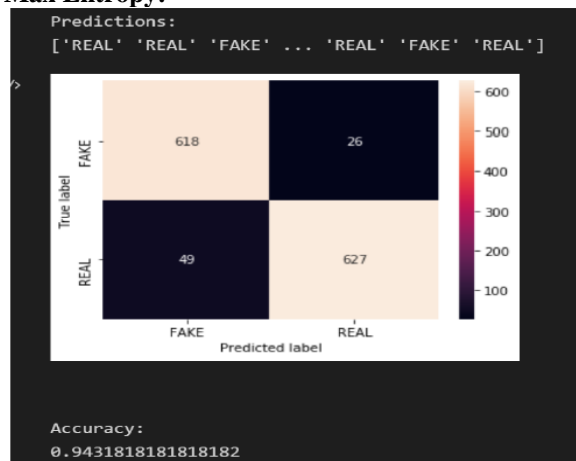 Max Entropy:
Predictions:
['REAL' 'REAL' 'FAKE' ... 'REAL' 'FAKE' 'REAL']
/>
600
FAKE
618
26
500
400
True label
300
REAL
49
627
200
100
FAKE
REAL
Predicted label
Accuracy:
0.9431818181818182